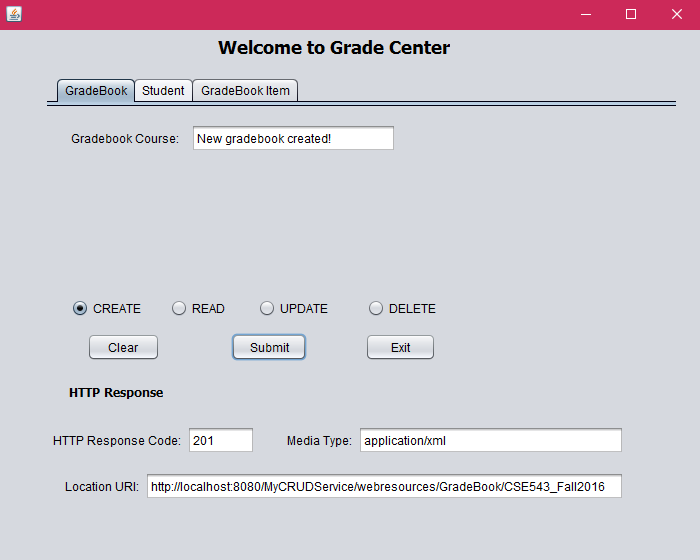 Welcome to Grade Center
GradeBook Student GradeBook Item
Gradebook Course: New gradebook created!
CREATE READ UPDATE DELETE
Clear Submit Exit
HTTP Response
HTTP Response Code: 201 Media Type: application/xml
Location URI: http://localhost:8080/MyCRUDService/webresources/GradeBook/CSE543_Fall2016